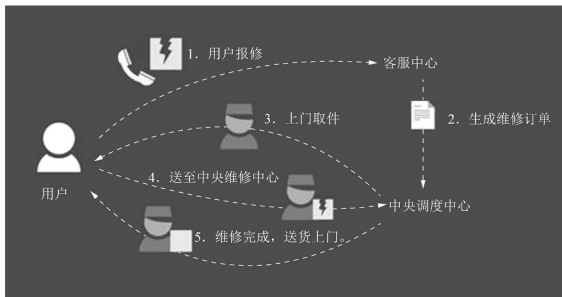 1．用户报修
客服中心
2．生成维修订单
3．上门取件
4．送至中央维修中心
用户
中央调度中心
5．维修完成，送货上门。